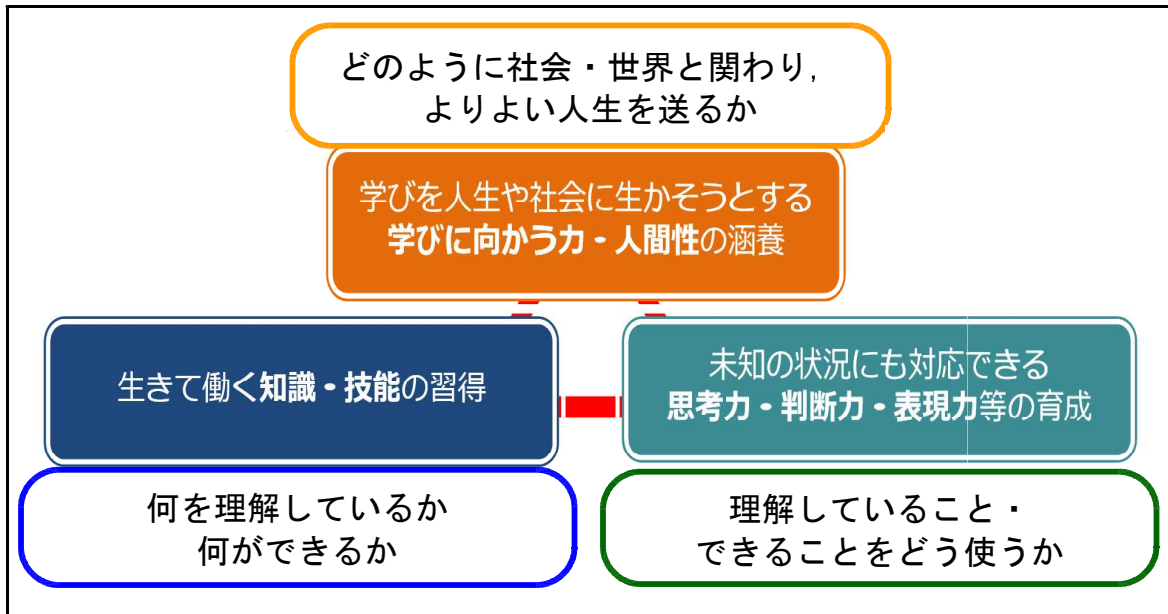 どのように社会・世界と関わり,
よりよい人生を送るか
学びを人生や社会に生かそうとする
学びに向かう力・人間性の涵養
生きて働く知識・技能の習得
未知の状況にも対応できる
思考力・判断力・表現力等の育成
何を理解しているか
何ができるか
理解していること・
できることをどう使うか